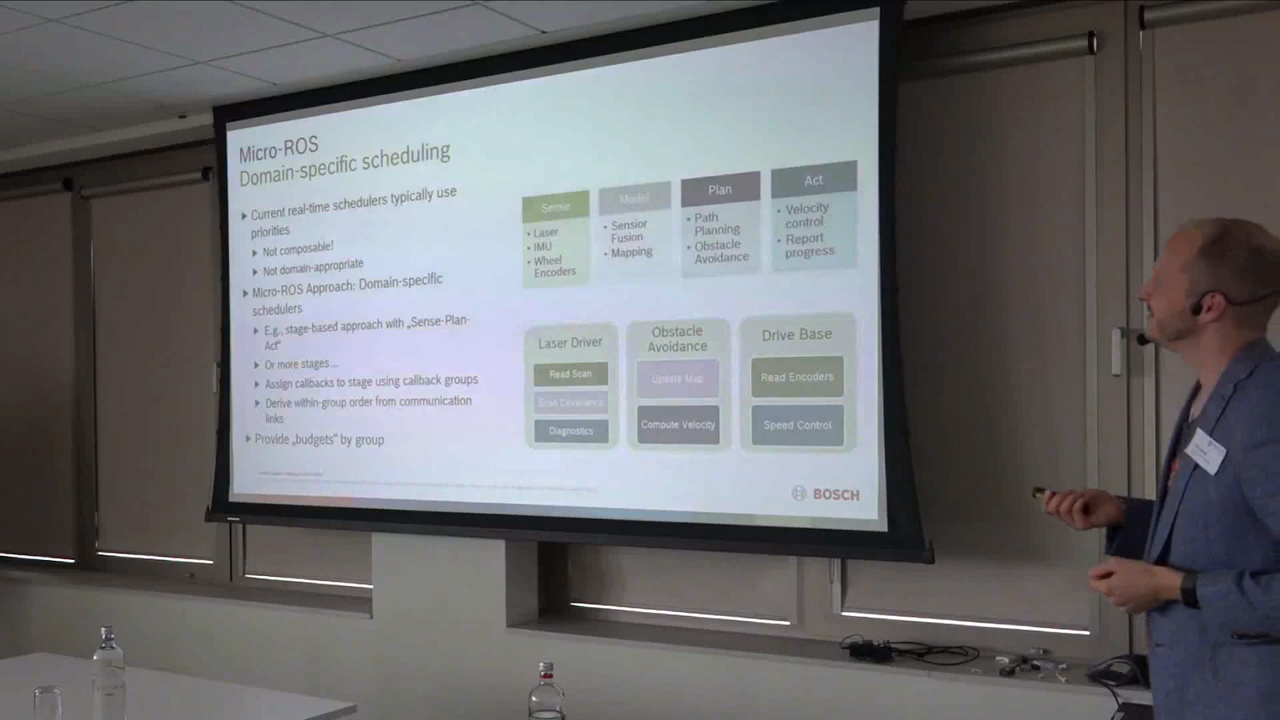 Micro-ROS
Domain-specific scheduling
Current real-time schedulers typically use
priorities
Not composable!
Not domain-appropriate
Micro-ROS Approach: Domain-specific
schedulers
E.g., stage-based approach with „Sense-Plan-
Act“
Or more stages...
Assign callbacks to stage using callback groups
Derive within-group order from communication
links
Provide „budgets“ by group
Sense
• Laser
• IMU
• Wheel
Encoders
Model
• Sensior
Fusion
• Mapping
Plan
• Path
Planning
• Obstacle
Avoidance
Act
• Velocity
control
• Report
progress
Laser Driver
Read Scan
Scan Covariance
Diagnostics
Obstacle
Avoidance
Update Map
Compute Velocity
Drive Base
Read Encoders
Speed Control
BOSCH